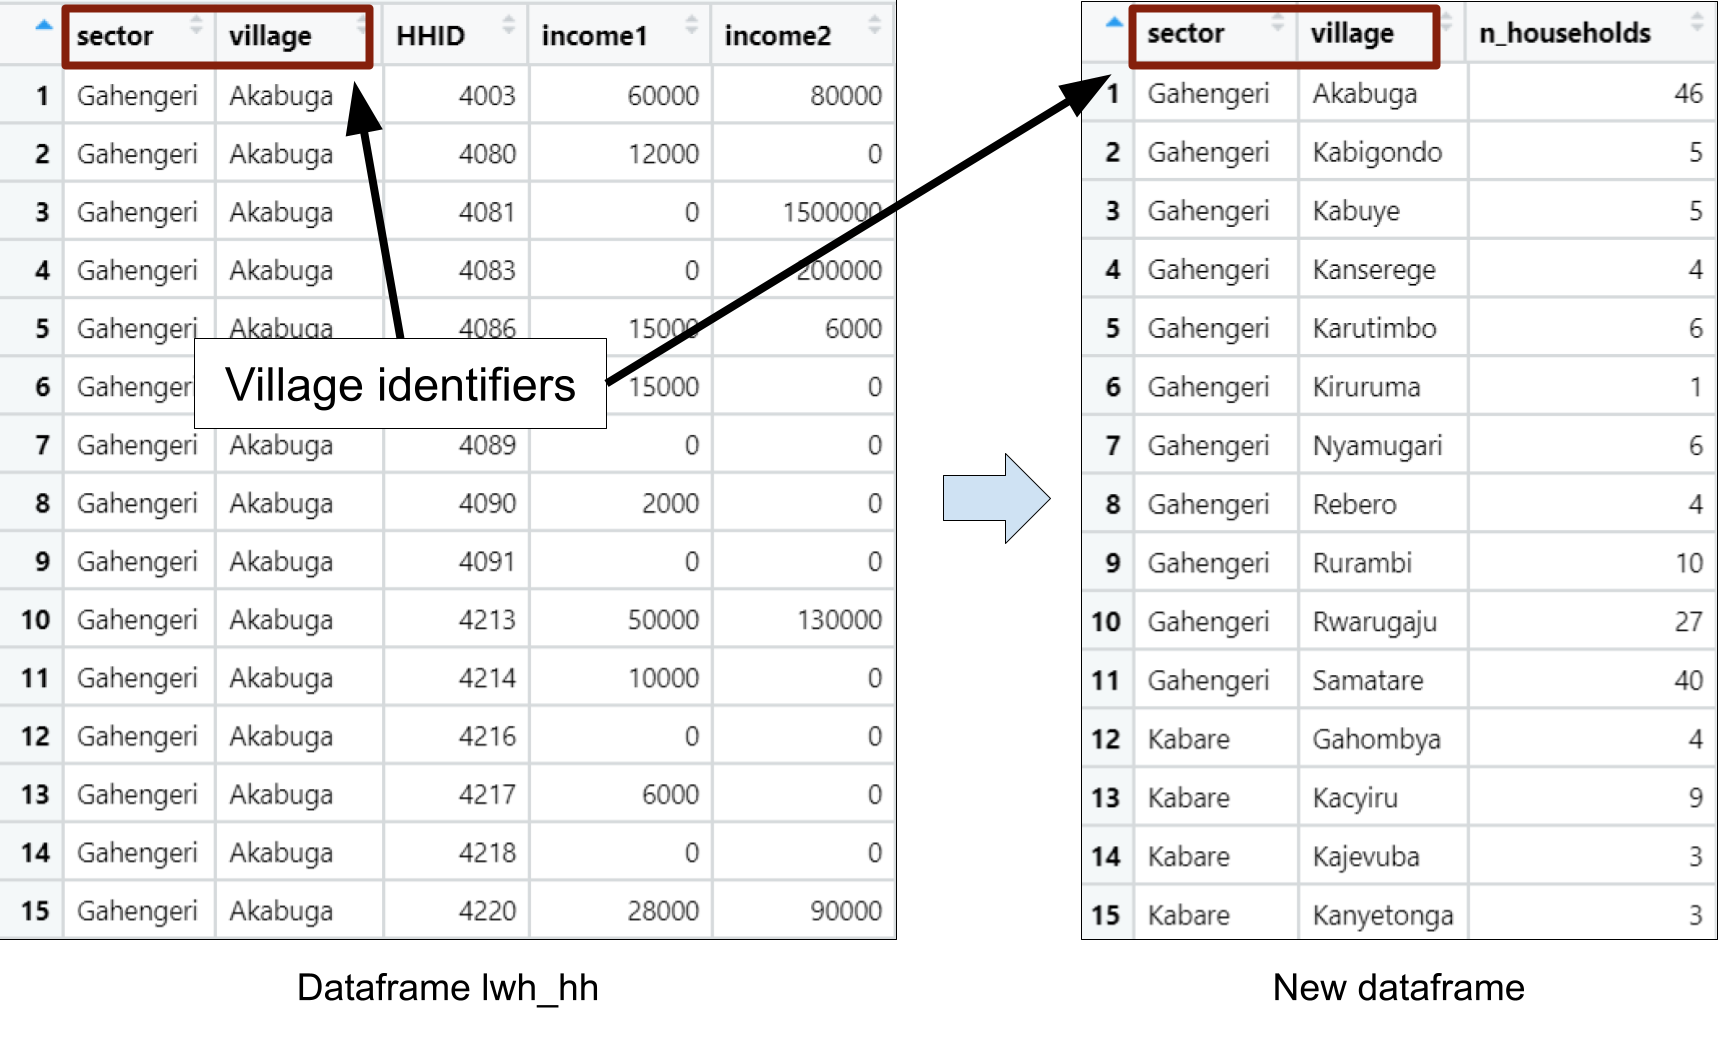 sector village HHID income1 income2
1 Gahengeri Akabuga 4003 60000 80000
2 Gahengeri Akabuga 4080 12000 0
3 Gahengeri Akabuga 4081 0 1500000
4 Gahengeri Akabuga 4083 0 200000
5 Gahengeri Akabuga 4086 15000 6000
6 Gahenger 15000 0
7 Gahengeri Akabuga 4089 0 0
8 Gahengeri Akabuga 4090 2000 0
9 Gahengeri Akabuga 4091 0 0
10 Gahengeri Akabuga 4213 50000 130000
11 Gahengeri Akabuga 4214 10000 0
12 Gahengeri Akabuga 4216 0 0
13 Gahengeri Akabuga 4217 6000 0
14 Gahengeri Akabuga 4218 0 0
15 Gahengeri Akabuga 4220 28000 90000
Village identifiers
Dataframe lwh_hh
sector village n_households
1 Gahengeri Akabuga 46
2 Gahengeri Kabigondo 5
3 Gahengeri Kabuye 5
4 Gahengeri Kanserege 4
5 Gahengeri Karutimbo 6
6 Gahengeri Kiruruma 1
7 Gahengeri Nyamugari 6
8 Gahengeri Rebero 4
9 Gahengeri Rurambi 10
10 Gahengeri Rwarugaju 27
11 Gahengeri Samatare 40
12 Kabare Gahombya 4
13 Kabare Kacyiru 9
14 Kabare Kajevuba 3
15 Kabare Kanyetonga 3
New dataframe